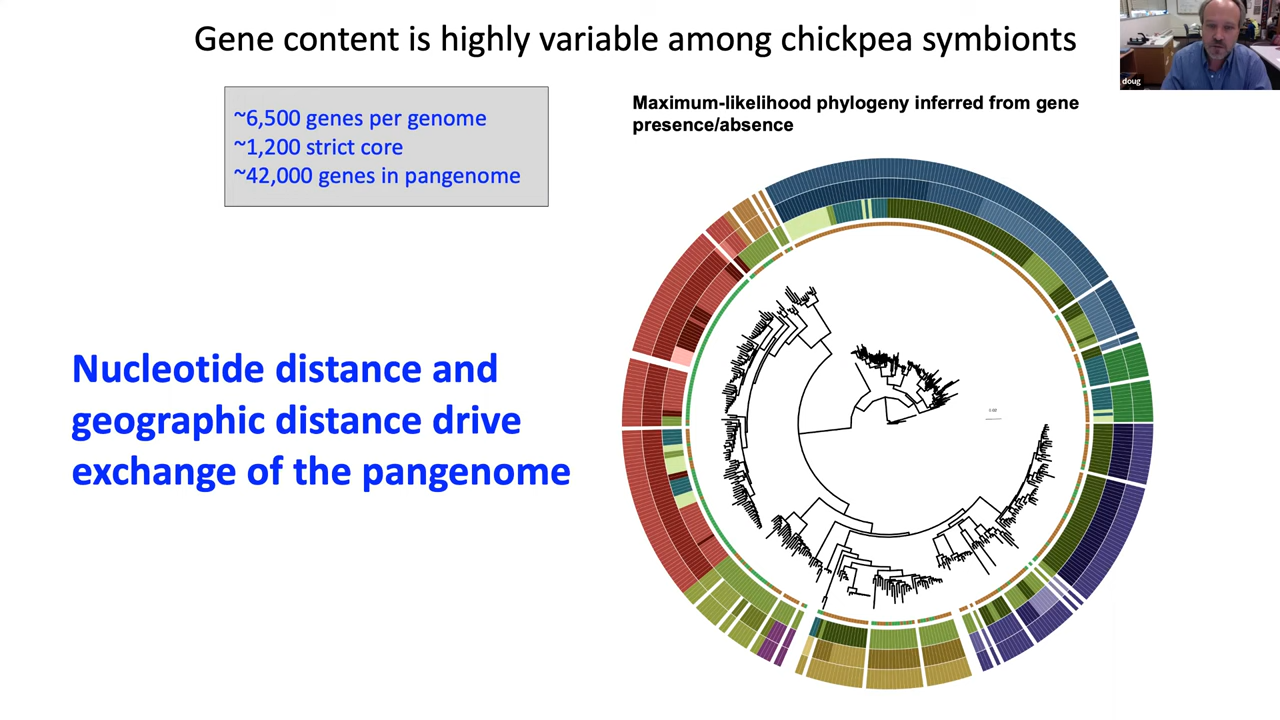 Gene content is highly variable among chickpea symbionts
doug
~6,500 genes per genome
~1,200 strict core
~42,000 genes in pangenome
Maximum-likelihood phylogeny inferred from gene
presence/absence
Nucleotide distance and
geographic distance drive
exchange of the pangenome